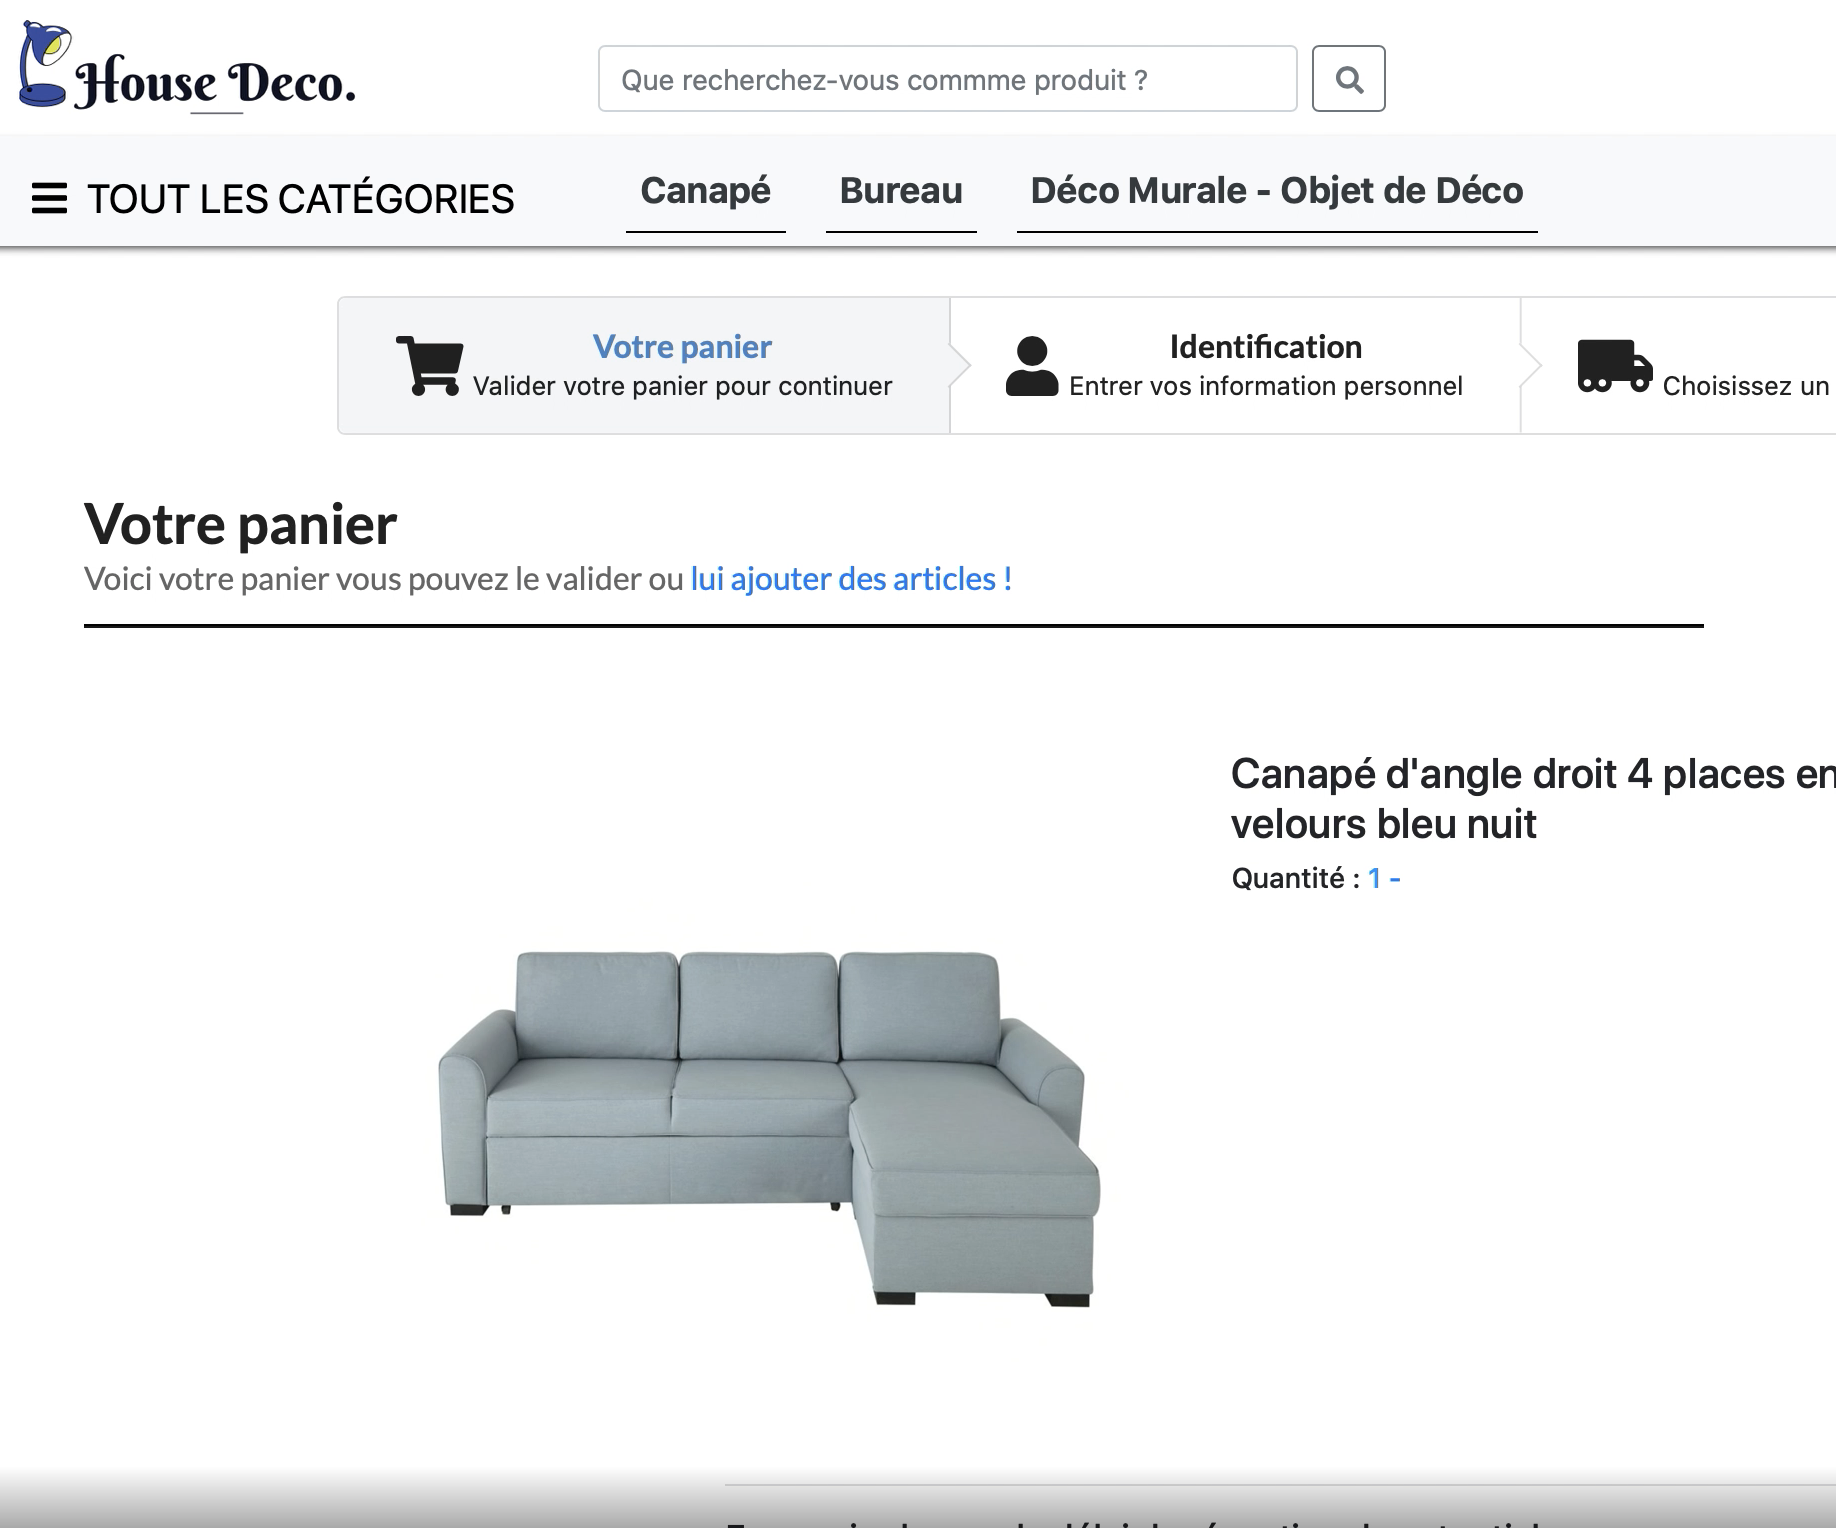 House Deco.
Que recherchez-vous commme produit ?
TOUT LES CATÉGORIES
Canapé
Bureau
Déco Murale - Objet de Déco
Votre panier
Valider votre panier pour continuer
Identification
Entrer vos information personnel
Choisissez un
Votre panier
Voici votre panier vous pouvez le valider ou lui ajouter des articles !
Canapé d'angle droit 4 places en
velours bleu nuit
Quantité : 1 -